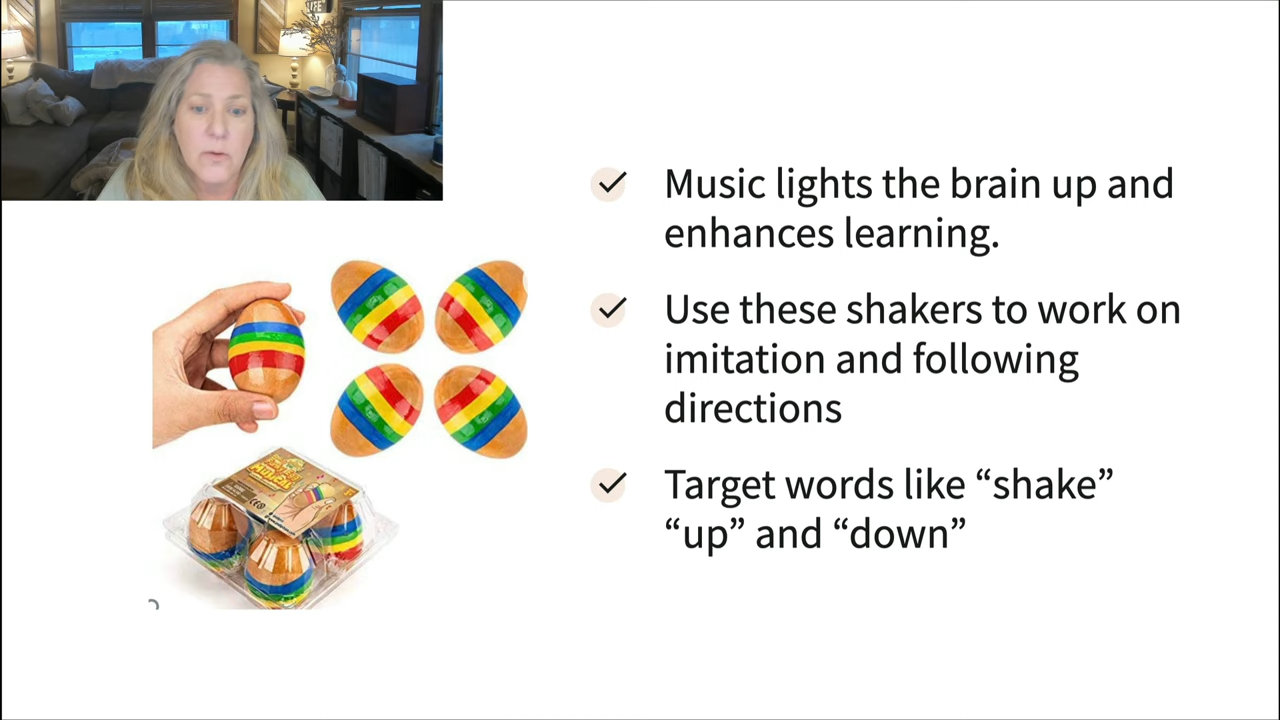 LIFE
Music lights the brain up and
enhances learning.
Use these shakers to work on
imitation and following
directions
Target words like “shake”
“up” and “down”